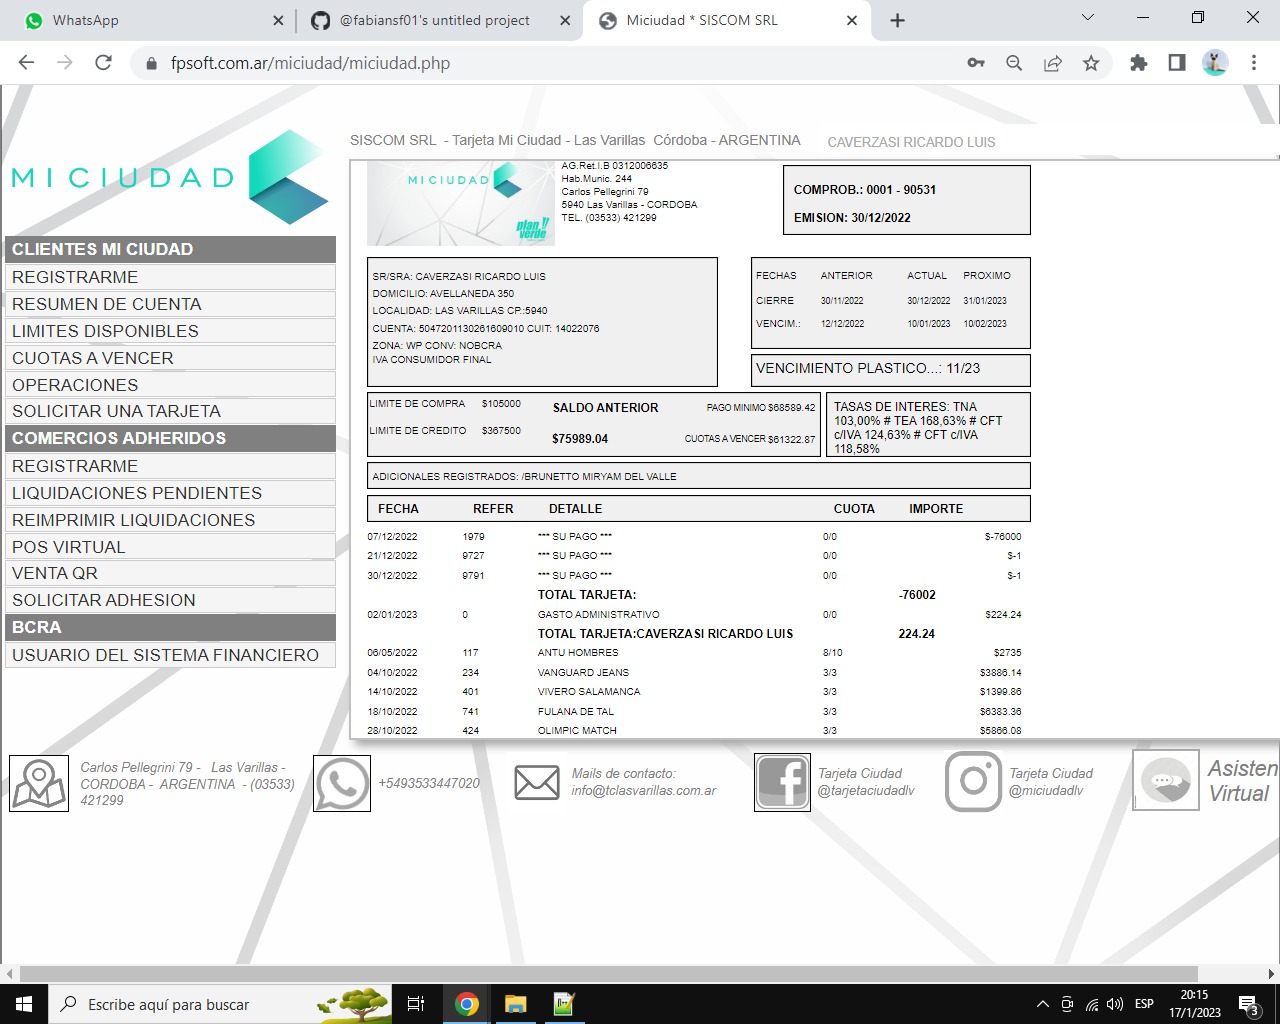 WhatsApp
@fabiansf01's untitled project
Miciudad * SISCOM SRL
fpsoft.com.ar/miciudad/miciudad.php
MI CIUDAD
SISCOM SRL - Tarjeta Mi Ciudad - Las Varillas Córdoba - ARGENTINA
CAVERZASI RICARDO LUIS
CLIENTES MI CIUDAD
REGISTRARME
RESUMEN DE CUENTA
LIMITES DISPONIBLES
CUOTAS A VENCER
OPERACIONES
SOLICITAR UNA TARJETA
COMERCIOS ADHERIDOS
REGISTRARME
LIQUIDACIONES PENDIENTES
REIMPRIMIR LIQUIDACIONES
POS VIRTUAL
VENTA QR
SOLICITAR ADHESION
BCRA
USUARIO DEL SISTEMA FINANCIERO
MI CIUDAD
plan verde
AG.Ret.I.B 0312006635
Hab.Munic. 244
Carlos Pellegrini 79
5940 Las Varillas - CORDOBA
TEL. (03533) 421299
COMPROB.: 0001 - 90531
EMISION: 30/12/2022
SR/SRA: CAVERZASI RICARDO LUIS
DOMICILIO: AVELLANEDA 350
LOCALIDAD: LAS VARILLAS CP.:5940
CUENTA: 5047201130261609010 CUIT: 14022076
ZONA: WP CONV: NOBCRA
IVA CONSUMIDOR FINAL
FECHAS ANTERIOR ACTUAL PROXIMO
CIERRE 30/11/2022 30/12/2022 31/01/2023
VENCIM.: 12/12/2022 10/01/2023 10/02/2023
VENCIMIENTO PLASTICO...: 11/23
LIMITE DE COMPRA $105000 SALDO ANTERIOR PAGO MINIMO $68589.42
LIMITE DE CREDITO $367500 $75989.04 CUOTAS A VENCER $61322.87
TASAS DE INTERES: TNA
103,00% # TEA 168,63% # CFT
c/IVA 124,63% # CFT c/IVA
118,58%
ADICIONALES REGISTRADOS: /BRUNETTO MIRYAM DEL VALLE
FECHA REFER DETALLE CUOTA IMPORTE
07/12/2022 1979 *** SU PAGO *** 0/0 $-76000
21/12/2022 9727 *** SU PAGO *** 0/0 $-1
30/12/2022 9791 *** SU PAGO *** 0/0 $-1
TOTAL TARJETA: -76002
02/01/2023 0 GASTO ADMINISTRATIVO 0/0 $224.24
TOTAL TARJETA:CAVERZASI RICARDO LUIS 224.24
06/05/2022 117 ANTU HOMBRES 8/10 $2735
04/10/2022 234 VANGUARD JEANS 3/3 $3886.14
14/10/2022 401 VIVERO SALAMANCA 3/3 $1399.86
18/10/2022 741 FULANA DE TAL 3/3 $6383.36
28/10/2022 424 OLIMPIC MATCH 3/3 $5866.08
Carlos Pellegrini 79 - Las Varillas -
CORDOBA - ARGENTINA - (03533)
421299
+5493533447020
Mails de contacto:
info@tclasvarillas.com.ar
Tarjeta Ciudad
@tarjetaciudadlv
Tarjeta Ciudad
@miciudadlv
Asisten
Virtual
Escribe aquí para buscar
ESP
20:15
17/1/2023
3